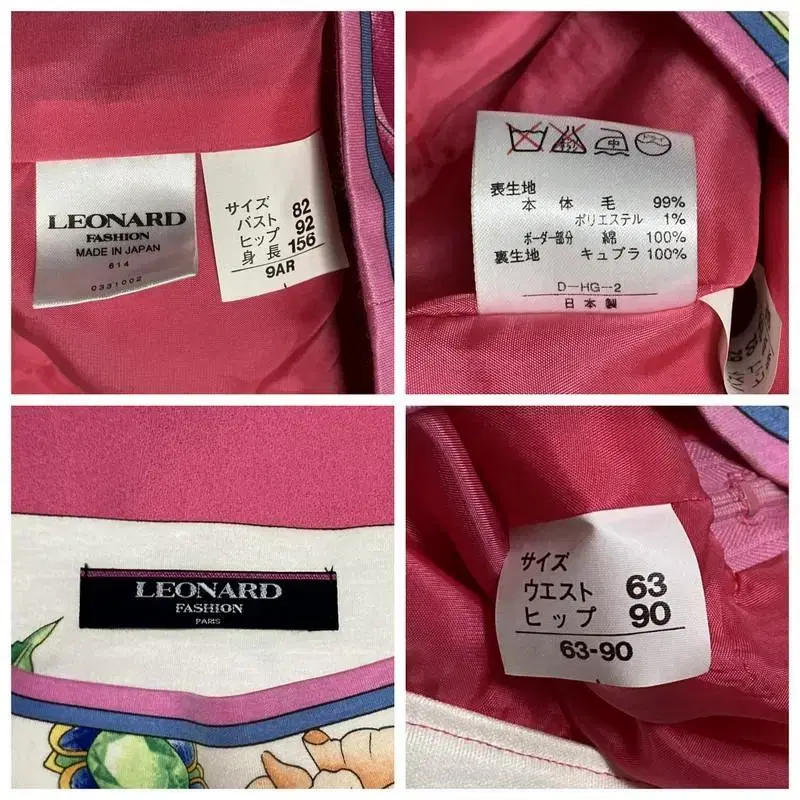 LEONARD
FASHION
MADE IN JAPAN
614
0331002
サイズ
バスト 82
ヒップ 92
身長 156
9AR
表生地
本体 毛 99%
ポリエステル 1%
ボーダー部分 綿 100%
裏生地 キュプラ 100%
D-HG-2
日本製
LEONARD
FASHION
PARIS
サイズ
ウエスト 63
ヒップ 90
63-90